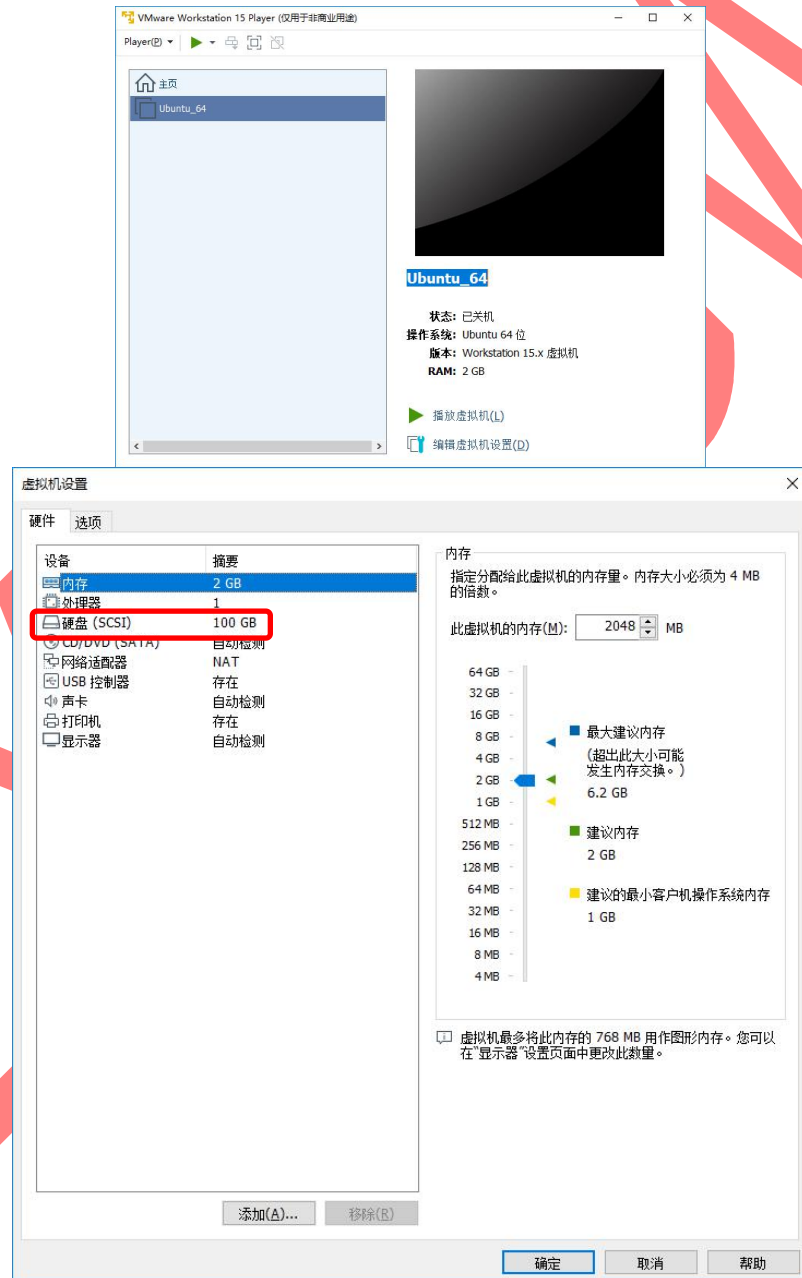 VMware Workstation 15 Player (仅用于非商业用途)
Player(P)
主页
Ubuntu_64
Ubuntu_64
状态: 已关机
操作系统: Ubuntu 64 位
版本: Workstation 15.x 虚拟机
RAM: 2 GB
播放虚拟机(L)
编辑虚拟机设置(D)
虚拟机设置
硬件 选项
设备 摘要
内存 2 GB
处理器 1
硬盘 (SCSI) 100 GB
CD/DVD (SATA) 自动检测
网络适配器 NAT
USB 控制器 存在
声卡 自动检测
打印机 存在
显示器 自动检测
添加(A)... 移除(R)
内存
指定分配给此虚拟机的内存量。内存大小必须为 4 MB
的倍数。
此虚拟机的内存(M): 2048 MB
64 GB
32 GB
16 GB
8 GB
4 GB
2 GB
1 GB
512 MB
256 MB
128 MB
64 MB
32 MB
16 MB
8 MB
4 MB
最大建议内存
(超出此大小可能
发生内存交换。)
6.2 GB
建议内存
2 GB
建议的最小客户机操作系统内存
1 GB
虚拟机最多将此内存的 768 MB 用作图形内存。您可以
在"显示器"设置页面中更改此数量。
确定 取消 帮助